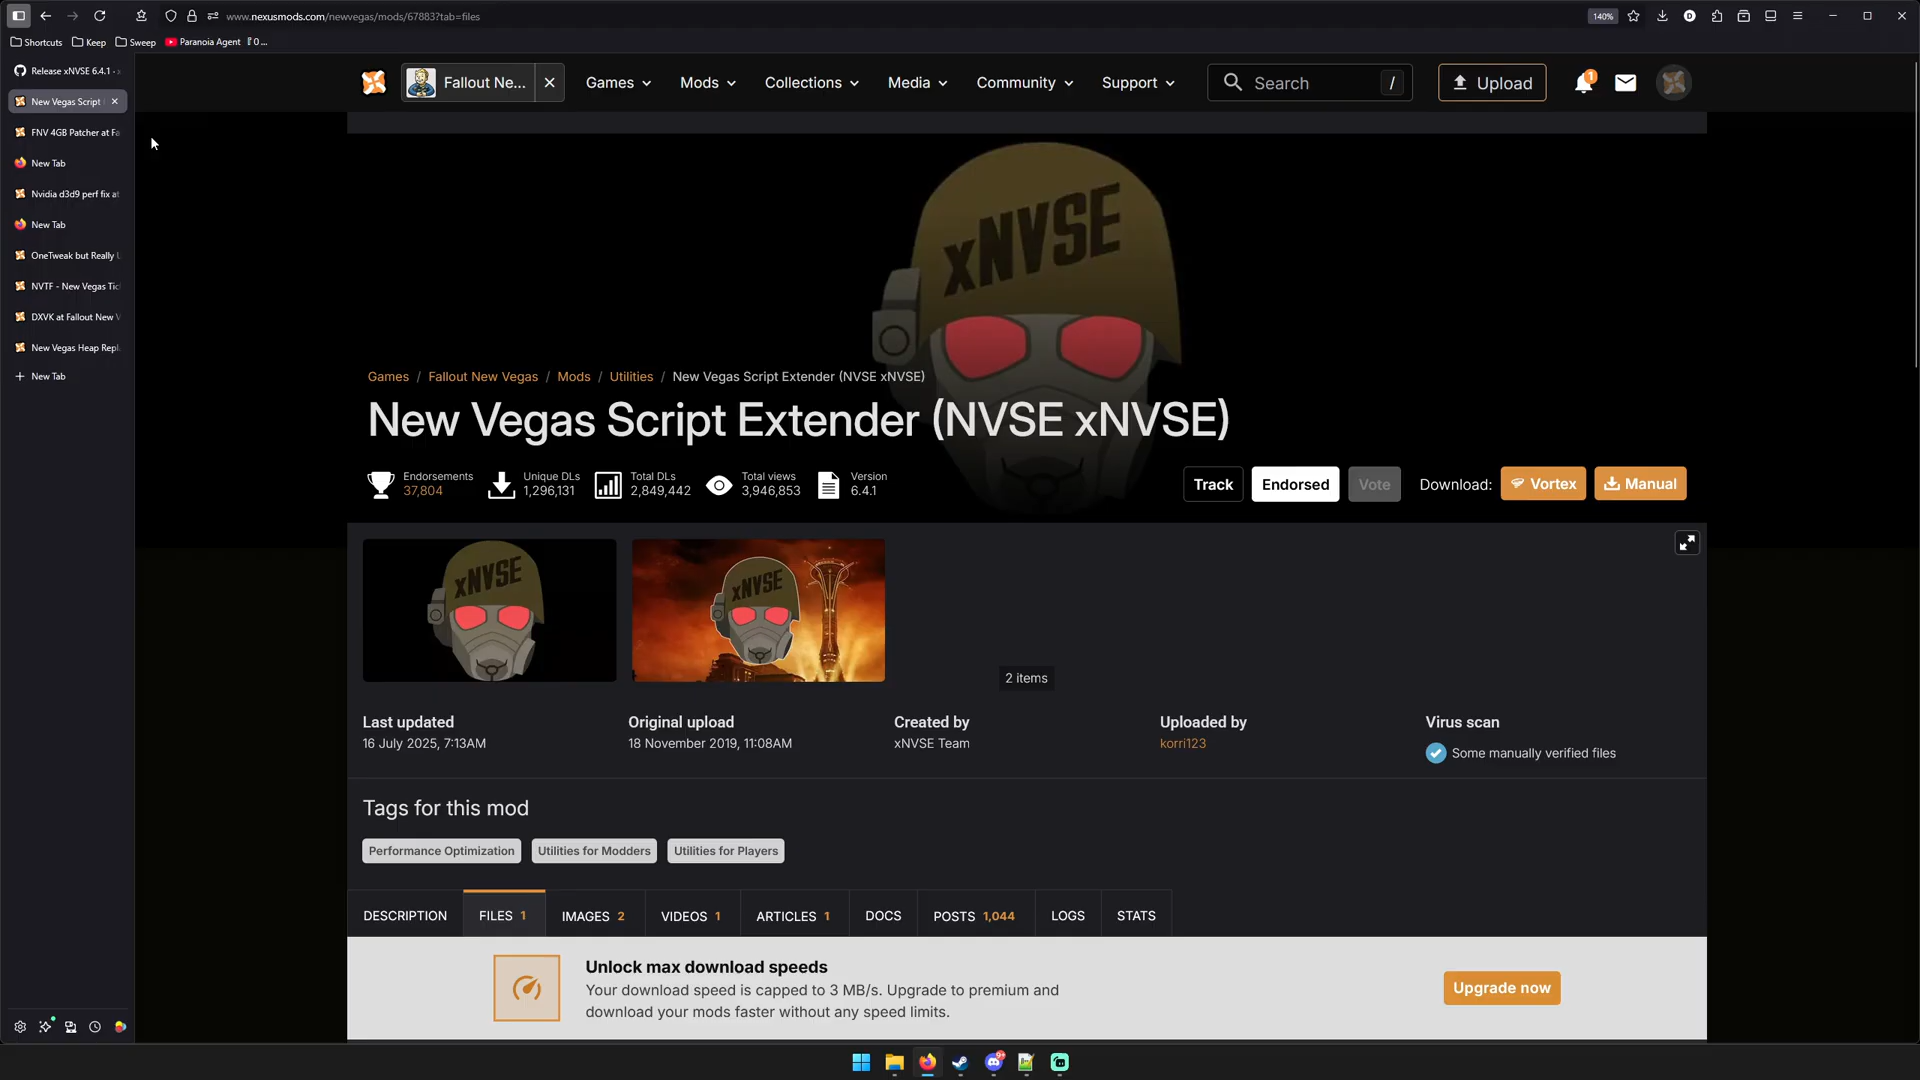 www.nexusmods.com/newvegas/mods/67883?tab=files
140%
Shortcuts
Keep
Sweep
Paranoia Agent
Release xNVSE 6.4.1 -
New Vegas Script
FNV 4GB Patcher at Fa
New Tab
Nvidia d3d9 perf fix at
New Tab
OneTweak but Really
NVTF - New Vegas Tic
DXVK at Fallout New V
New Vegas Heap Repl
New Tab
Fallout Ne...
Games
Mods
Collections
Media
Community
Support
Search
/
Upload
1
xNVSE
Games / Fallout New Vegas / Mods / Utilities / New Vegas Script Extender (NVSE xNVSE)
New Vegas Script Extender (NVSE xNVSE)
Endorsements
37,804
Unique DLs
1,296,131
Total DLs
2,849,442
Total views
3,946,853
Version
6.4.1
Track
Endorsed
Vote
Download:
Vortex
Manual
xNVSE
xNVSE
2 items
Last updated
16 July 2025, 7:13AM
Original upload
18 November 2019, 11:08AM
Created by
xNVSE Team
Uploaded by
korri123
Virus scan
Some manually verified files
Tags for this mod
Performance Optimization
Utilities for Modders
Utilities for Players
DESCRIPTION
FILES 1
IMAGES 2
VIDEOS 1
ARTICLES 1
DOCS
POSTS 1,044
LOGS
STATS
Unlock max download speeds
Your download speed is capped to 3 MB/s. Upgrade to premium and
download your mods faster without any speed limits.
Upgrade now